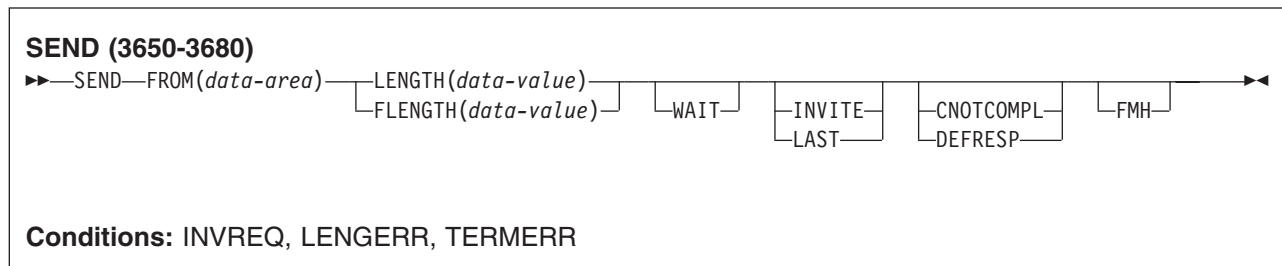 SEND (3650-3680)
SEND FROM(data-area) LENGTH(data-value)
FLENGTH(data-value) WAIT INVITE CNOTCOMPL FMH
LAST DEFRESP
Conditions: INVREQ, LENGERR, TERMERR